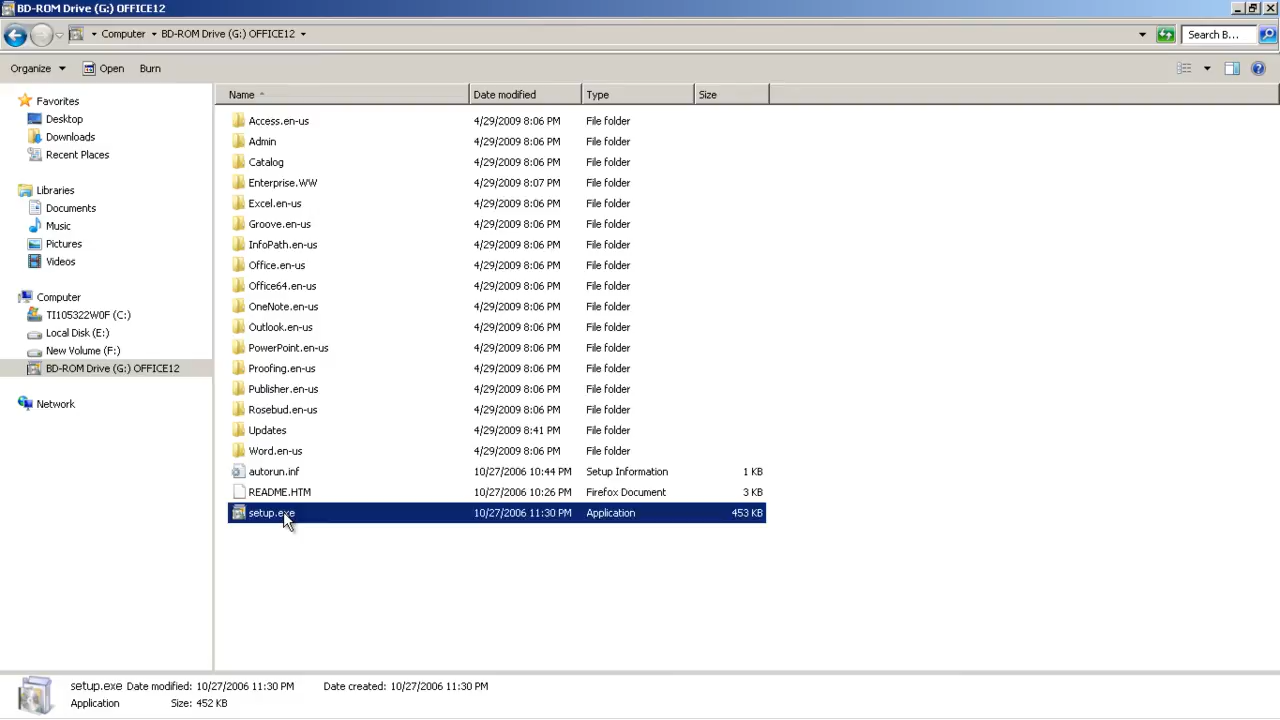 BD-ROM Drive (G:) OFFICE12
Computer BD-ROM Drive (G:) OFFICE12 Search B...
Organize Open Burn
Name Date modified Type Size
Favorites
Desktop
Downloads
Recent Places
Libraries
Documents
Music
Pictures
Videos
Computer
TI105322W0F (C:)
Local Disk (E:)
New Volume (F:)
BD-ROM Drive (G:) OFFICE12
Network
Access.en-us 4/29/2009 8:06 PM File folder
Admin 4/29/2009 8:06 PM File folder
Catalog 4/29/2009 8:06 PM File folder
Enterprise.WW 4/29/2009 8:07 PM File folder
Excel.en-us 4/29/2009 8:06 PM File folder
Groove.en-us 4/29/2009 8:06 PM File folder
InfoPath.en-us 4/29/2009 8:06 PM File folder
Office.en-us 4/29/2009 8:06 PM File folder
Office64.en-us 4/29/2009 8:06 PM File folder
OneNote.en-us 4/29/2009 8:06 PM File folder
Outlook.en-us 4/29/2009 8:06 PM File folder
PowerPoint.en-us 4/29/2009 8:06 PM File folder
Proofing.en-us 4/29/2009 8:06 PM File folder
Publisher.en-us 4/29/2009 8:06 PM File folder
Rosebud.en-us 4/29/2009 8:06 PM File folder
Updates 4/29/2009 8:41 PM File folder
Word.en-us 4/29/2009 8:06 PM File folder
autorun.inf 10/27/2006 10:44 PM Setup Information 1 KB
README.HTM 10/27/2006 10:26 PM Firefox Document 3 KB
setup.exe 10/27/2006 11:30 PM Application 453 KB
setup.exe Date modified: 10/27/2006 11:30 PM Date created: 10/27/2006 11:30 PM
Application Size: 452 KB